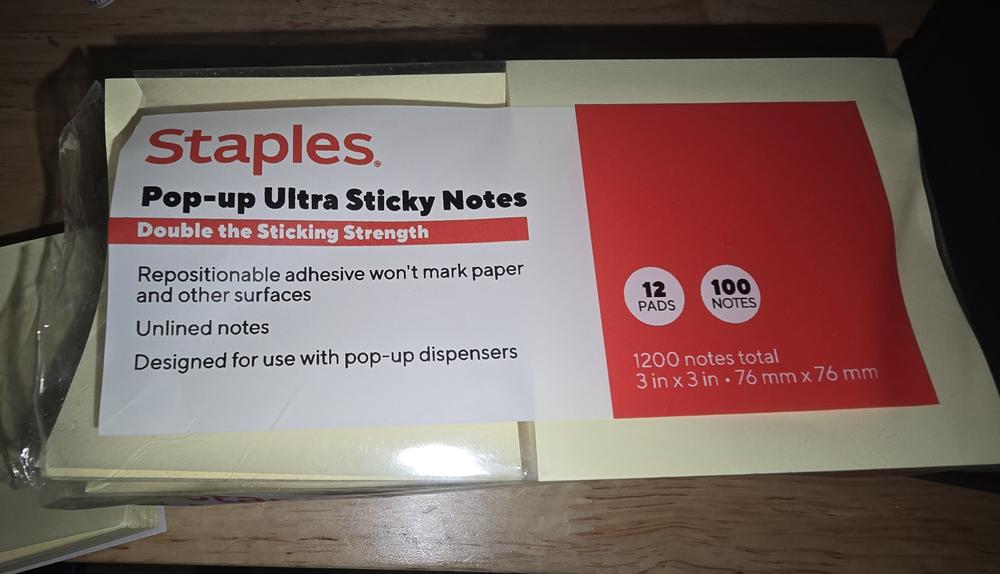 Staples®
Pop-up Ultra Sticky Notes
Double the Sticking Strength
Repositionable adhesive won't mark paper
and other surfaces
Unlined notes
Designed for use with pop-up dispensers
12
PADS
100
NOTES
1200 notes total
3 in x 3 in • 76 mm x 76 mm